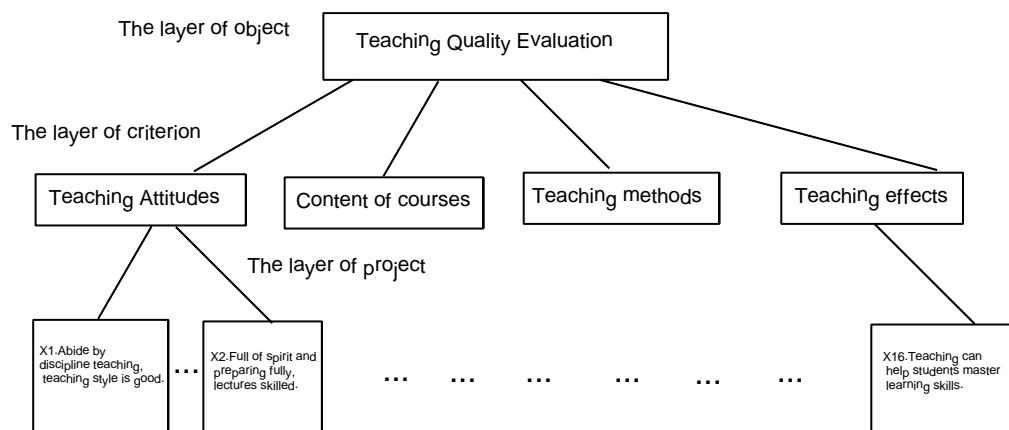 The layer of object
Teaching Quality Evaluation
The layer of criterion
Teaching Attitudes
Content of courses
Teaching methods
Teaching effects
The layer of project
X1.Abide by
discipline teaching,
teaching style is good.
...
X2.Full of spirit and
preparing fully,
lectures skilled.
... ... ... ... ... ...
X16.Teaching can
help students master
learning skills.